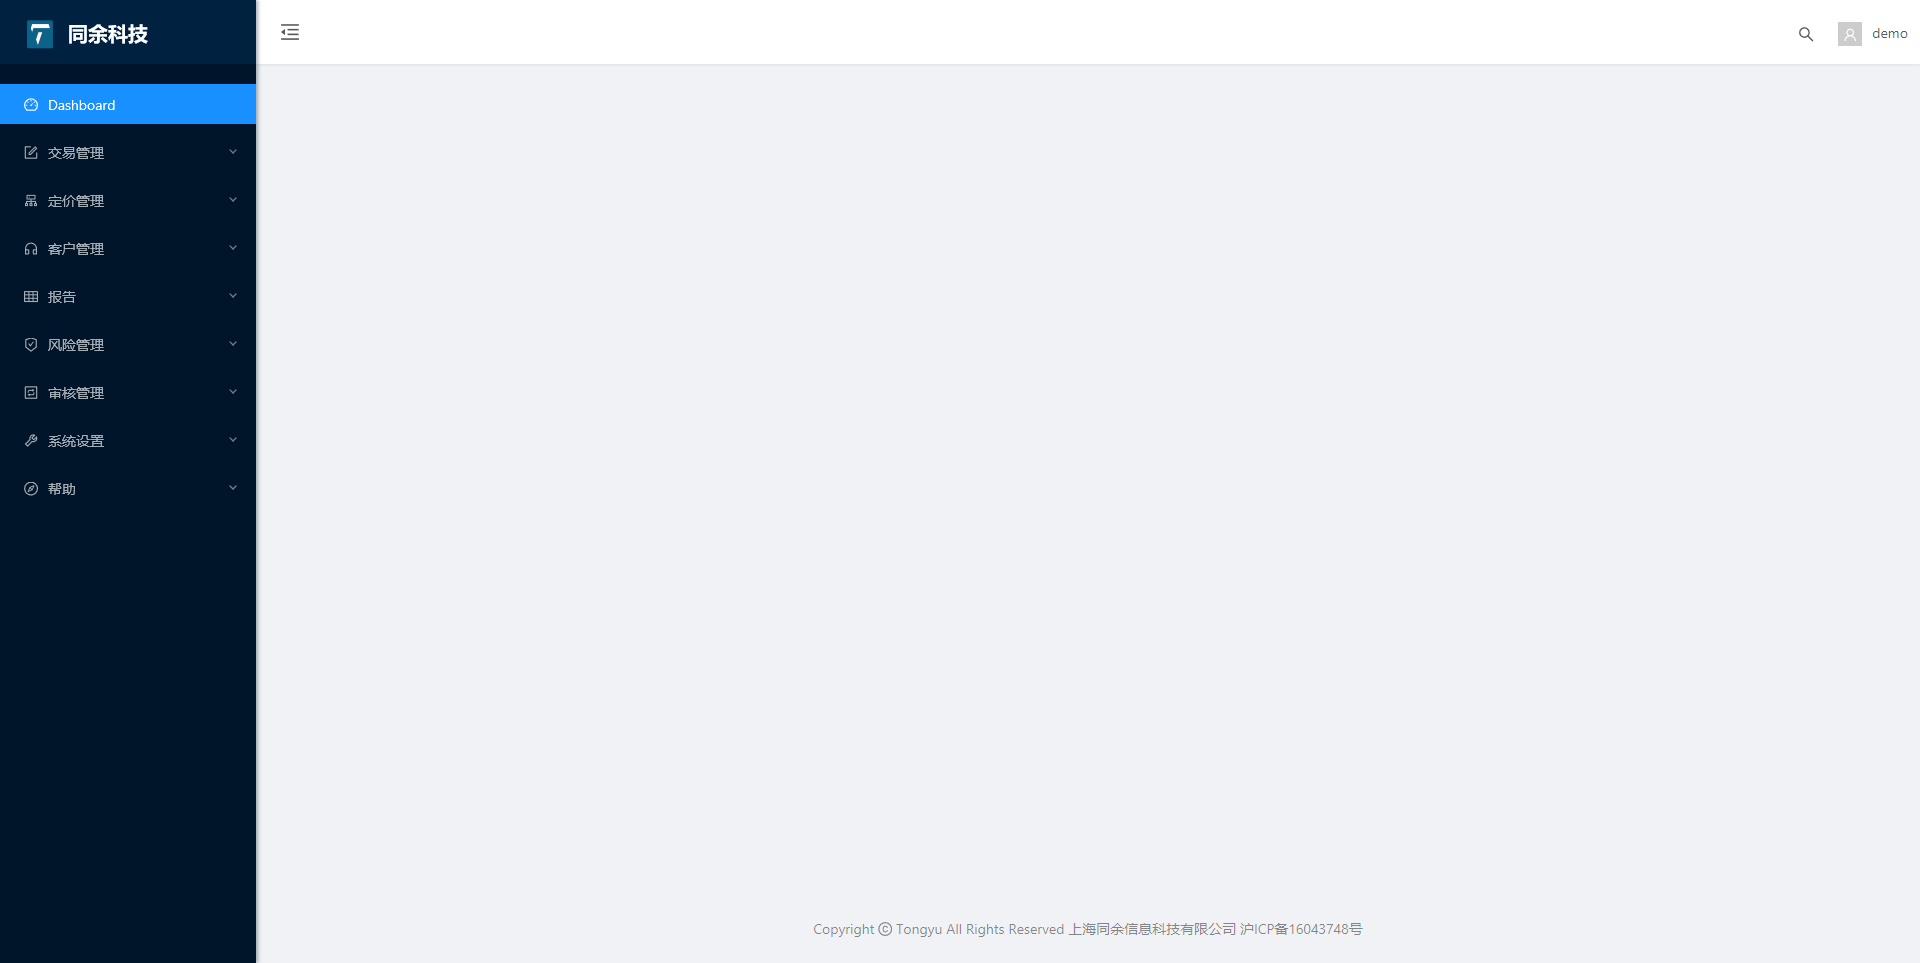 同余科技
demo
Dashboard
交易管理
定价管理
客户管理
报告
风险管理
审核管理
系统设置
帮助
Copyright © Tongyu All Rights Reserved 上海同余信息科技有限公司 沪ICP备16043748号